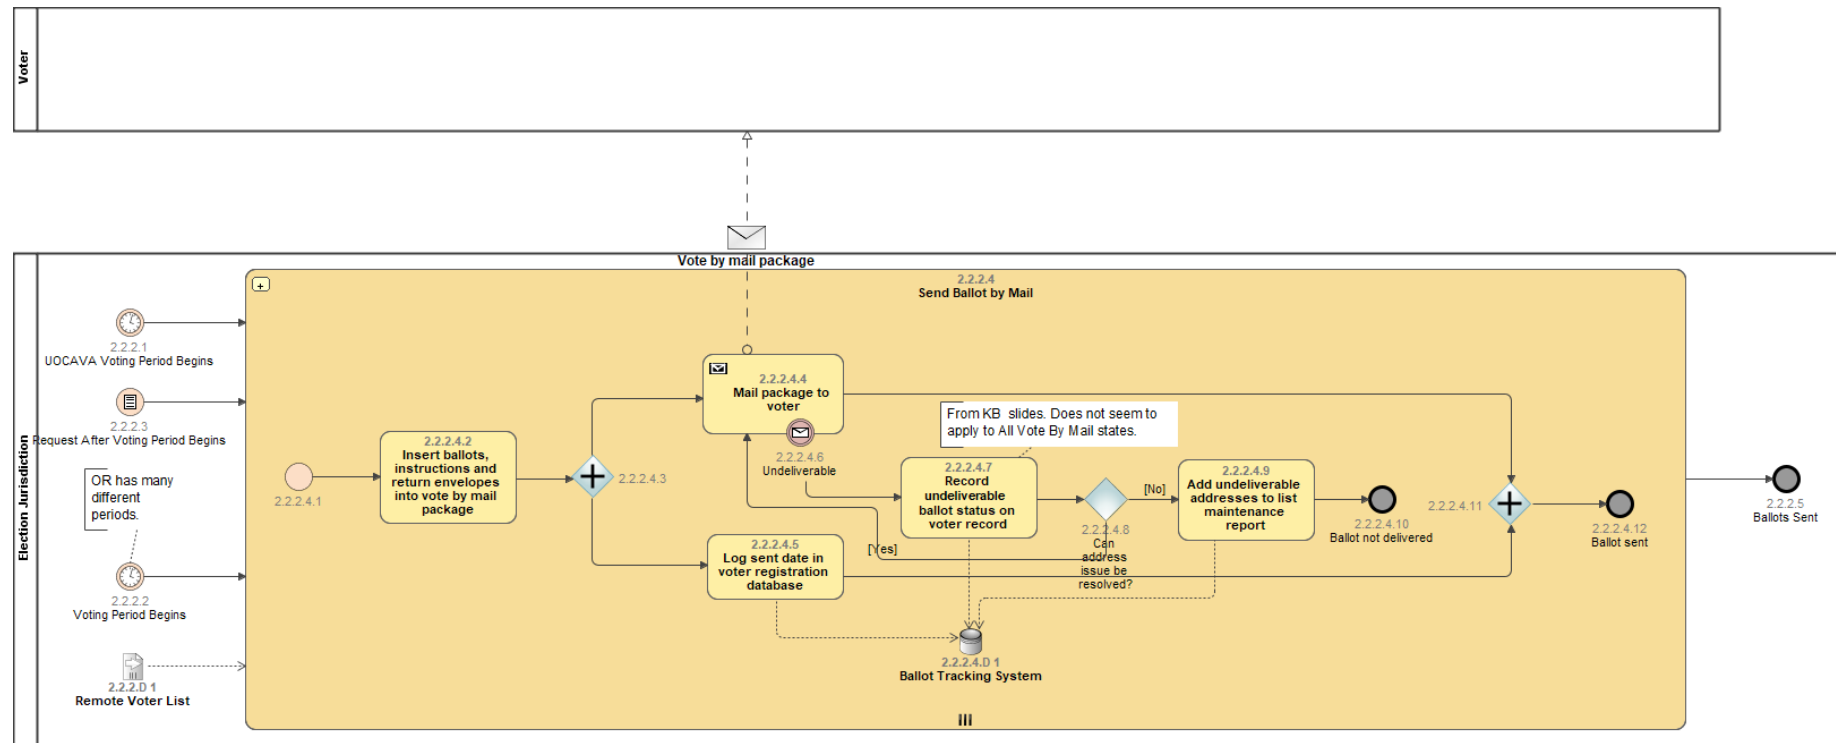 Voter
Vote by mail package
Election Jurisdiction
2.2.2.4
Send Ballot by Mail
2.2.2.1
UOCAVA Voting Period Begins
2.2.2.3
Request After Voting Period Begins
OR has many
different
periods.
2.2.2.2
Voting Period Begins
2.2.2.D 1
Remote Voter List
2.2.2.4.1
2.2.2.4.2
Insert ballots,
instructions and
return envelopes
into vote by mail
package
2.2.2.4.3
2.2.2.4.4
Mail package to
voter
2.2.2.4.6
Undeliverable
2.2.2.4.5
Log sent date in
voter registration
database
From KB slides. Does not seem to
apply to All Vote By Mail states.
2.2.2.4.7
Record
undeliverable
ballot status on
voter record
[Yes]
2.2.2.4.8
Can
address
issue be
resolved?
[No]
2.2.2.4.9
Add undeliverable
addresses to list
maintenance
report
2.2.2.4.10
Ballot not delivered
2.2.2.4.11
2.2.2.4.12
Ballot sent
2.2.2.4.D 1
Ballot Tracking System
2.2.2.5
Ballots Sent